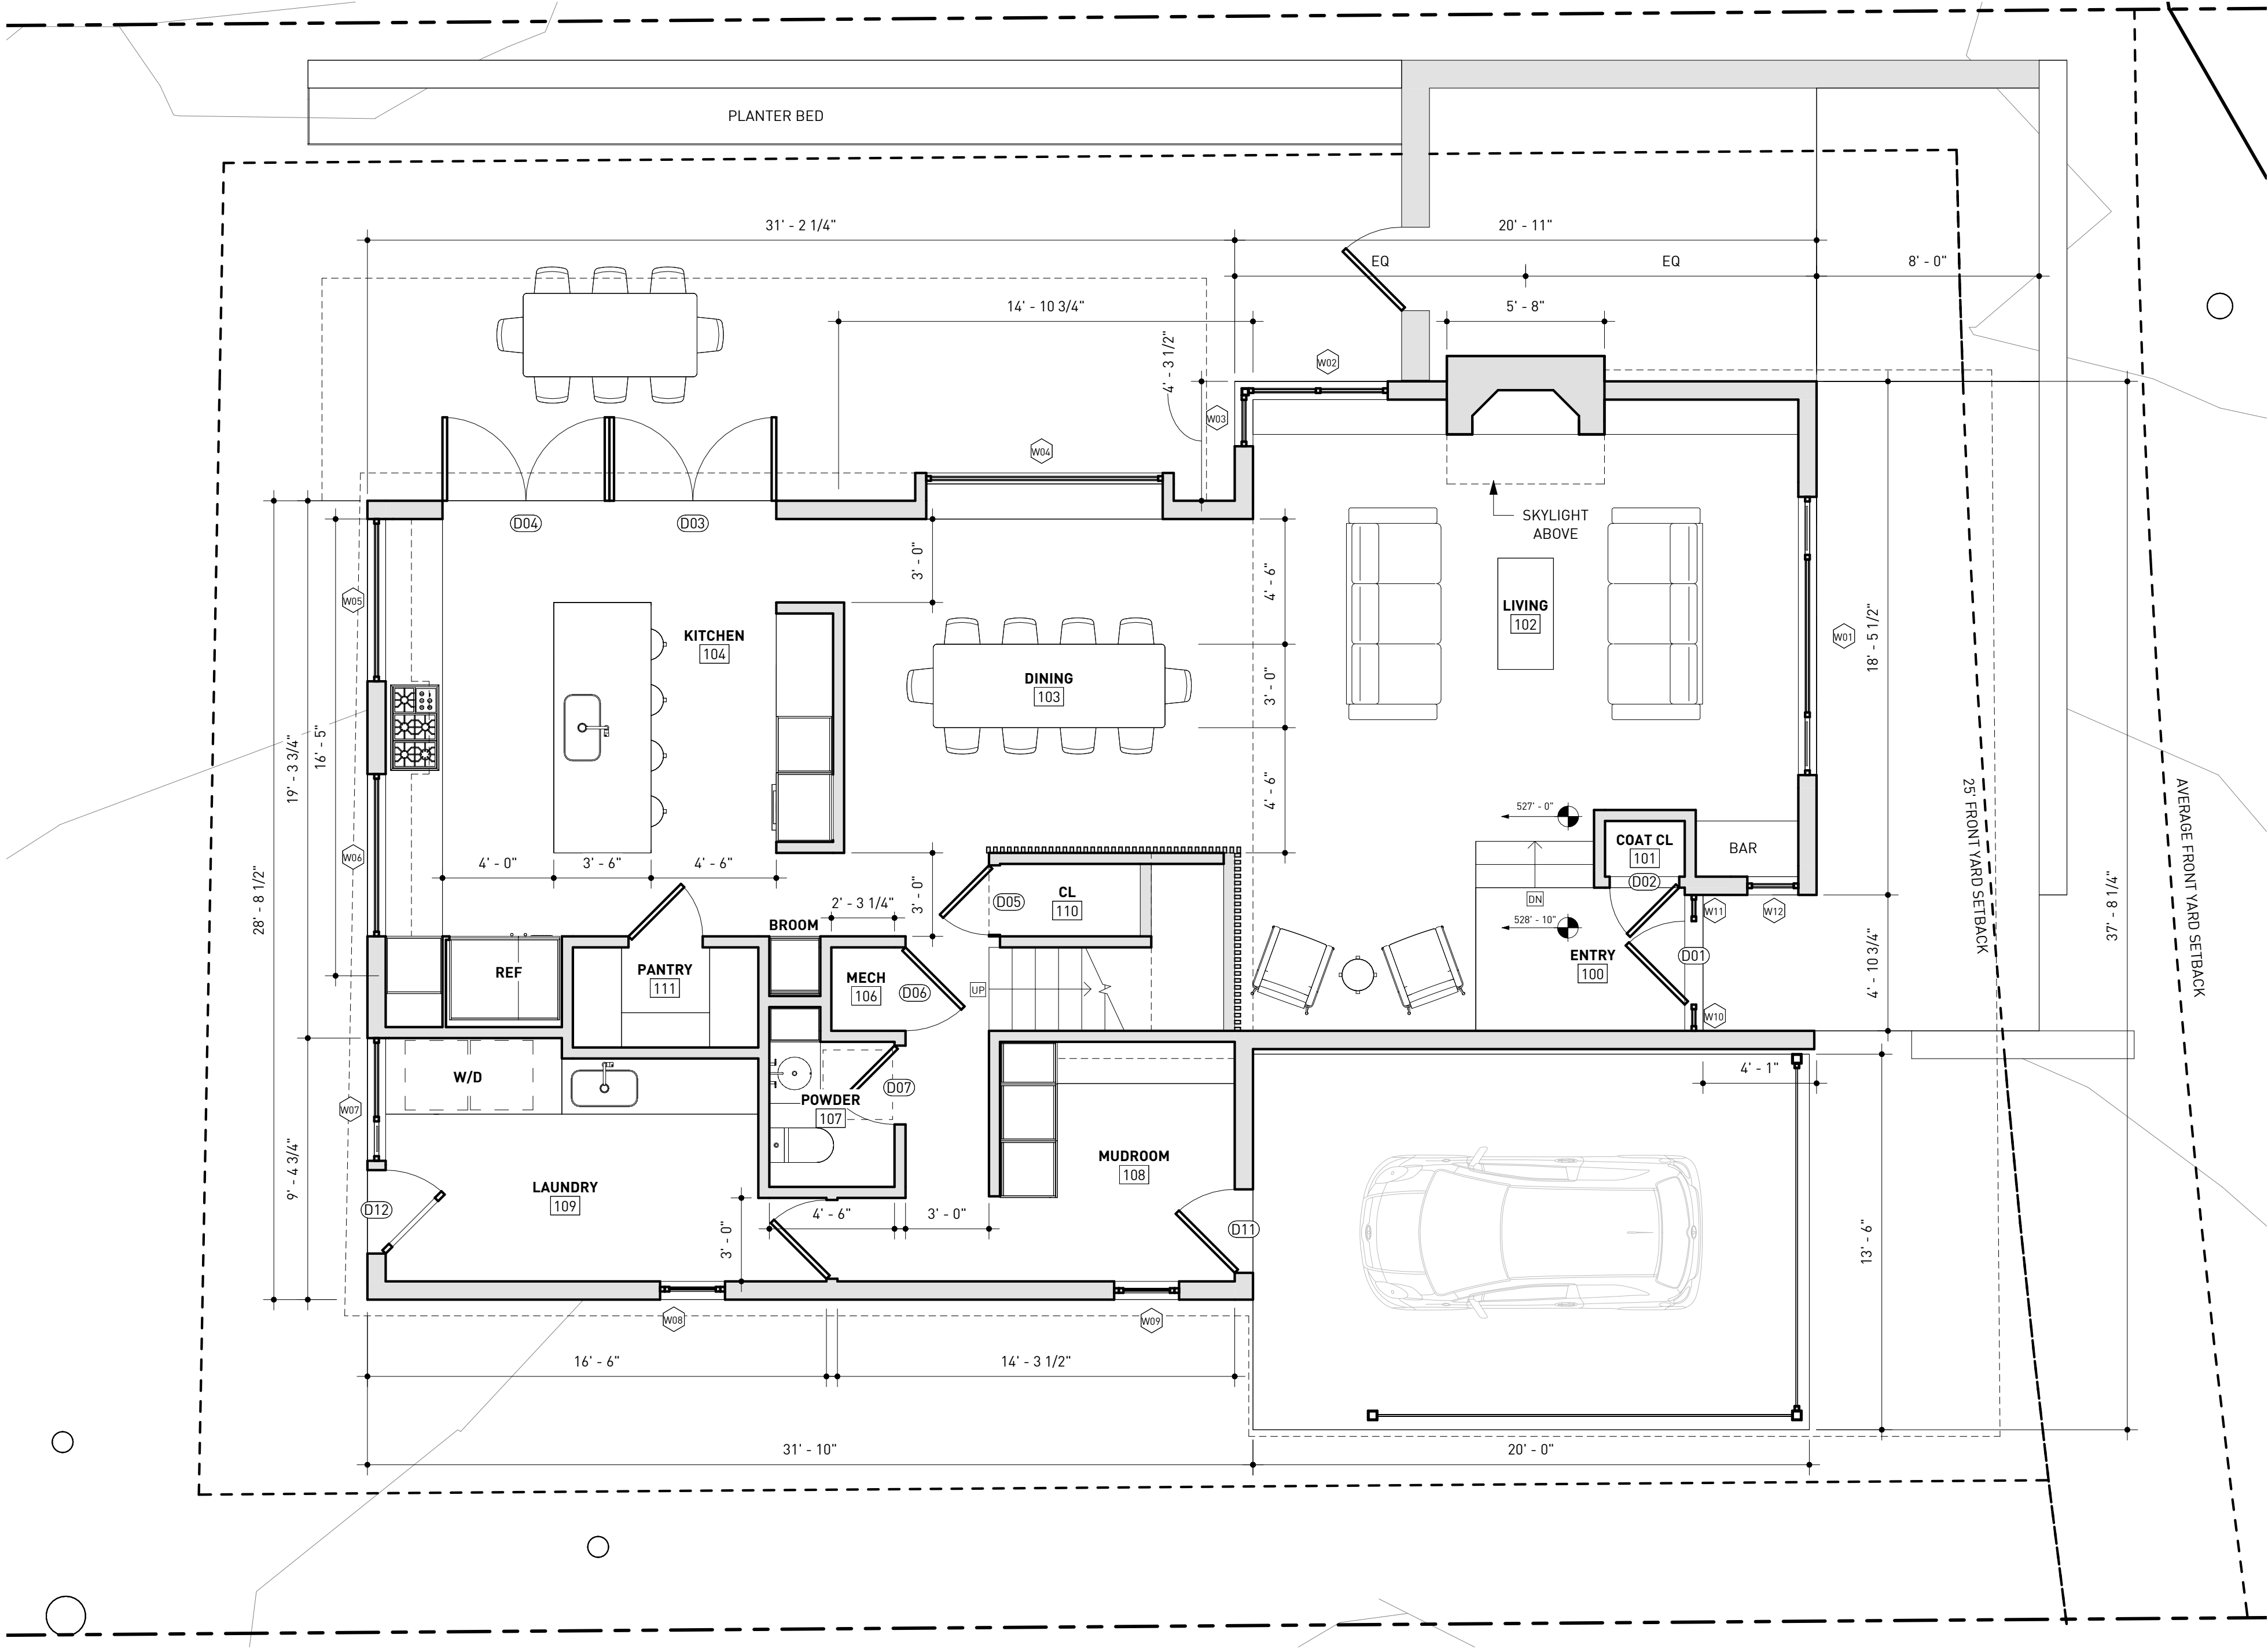 PLANTER BED
31' - 2 1/4"
20' - 11"
EQ
EQ
8' - 0"
14' - 10 3/4"
5' - 8"
4' - 3 1/2"
W02
W03
W04
D04
D03
SKYLIGHT
ABOVE
3' - 0"
4' - 6"
W05
KITCHEN
104
LIVING
102
W01
18' - 5 1/2"
DINING
103
3' - 0"
19' - 3 3/4"
16' - 5"
4' - 6"
527' - 0"
25' FRONT YARD SETBACK
AVERAGE FRONT YARD SETBACK
COAT CL
101
BAR
W06
4' - 0"
3' - 6"
4' - 6"
D02
CL
110
D05
3' - 0"
2' - 3 1/4"
DN
W11
W12
28' - 8 1/2"
37' - 8 1/4"
BROOM
528' - 10"
ENTRY
100
D01
REF
PANTRY
111
MECH
106
D06
UP
4' - 10 3/4"
W10
W/D
4' - 1"
D07
POWDER
107
W07
9' - 4 3/4"
MUDROOM
108
LAUNDRY
109
D12
4' - 6"
3' - 0"
3' - 0"
D11
13' - 6"
W08
W09
16' - 6"
14' - 3 1/2"
31' - 10"
20' - 0"